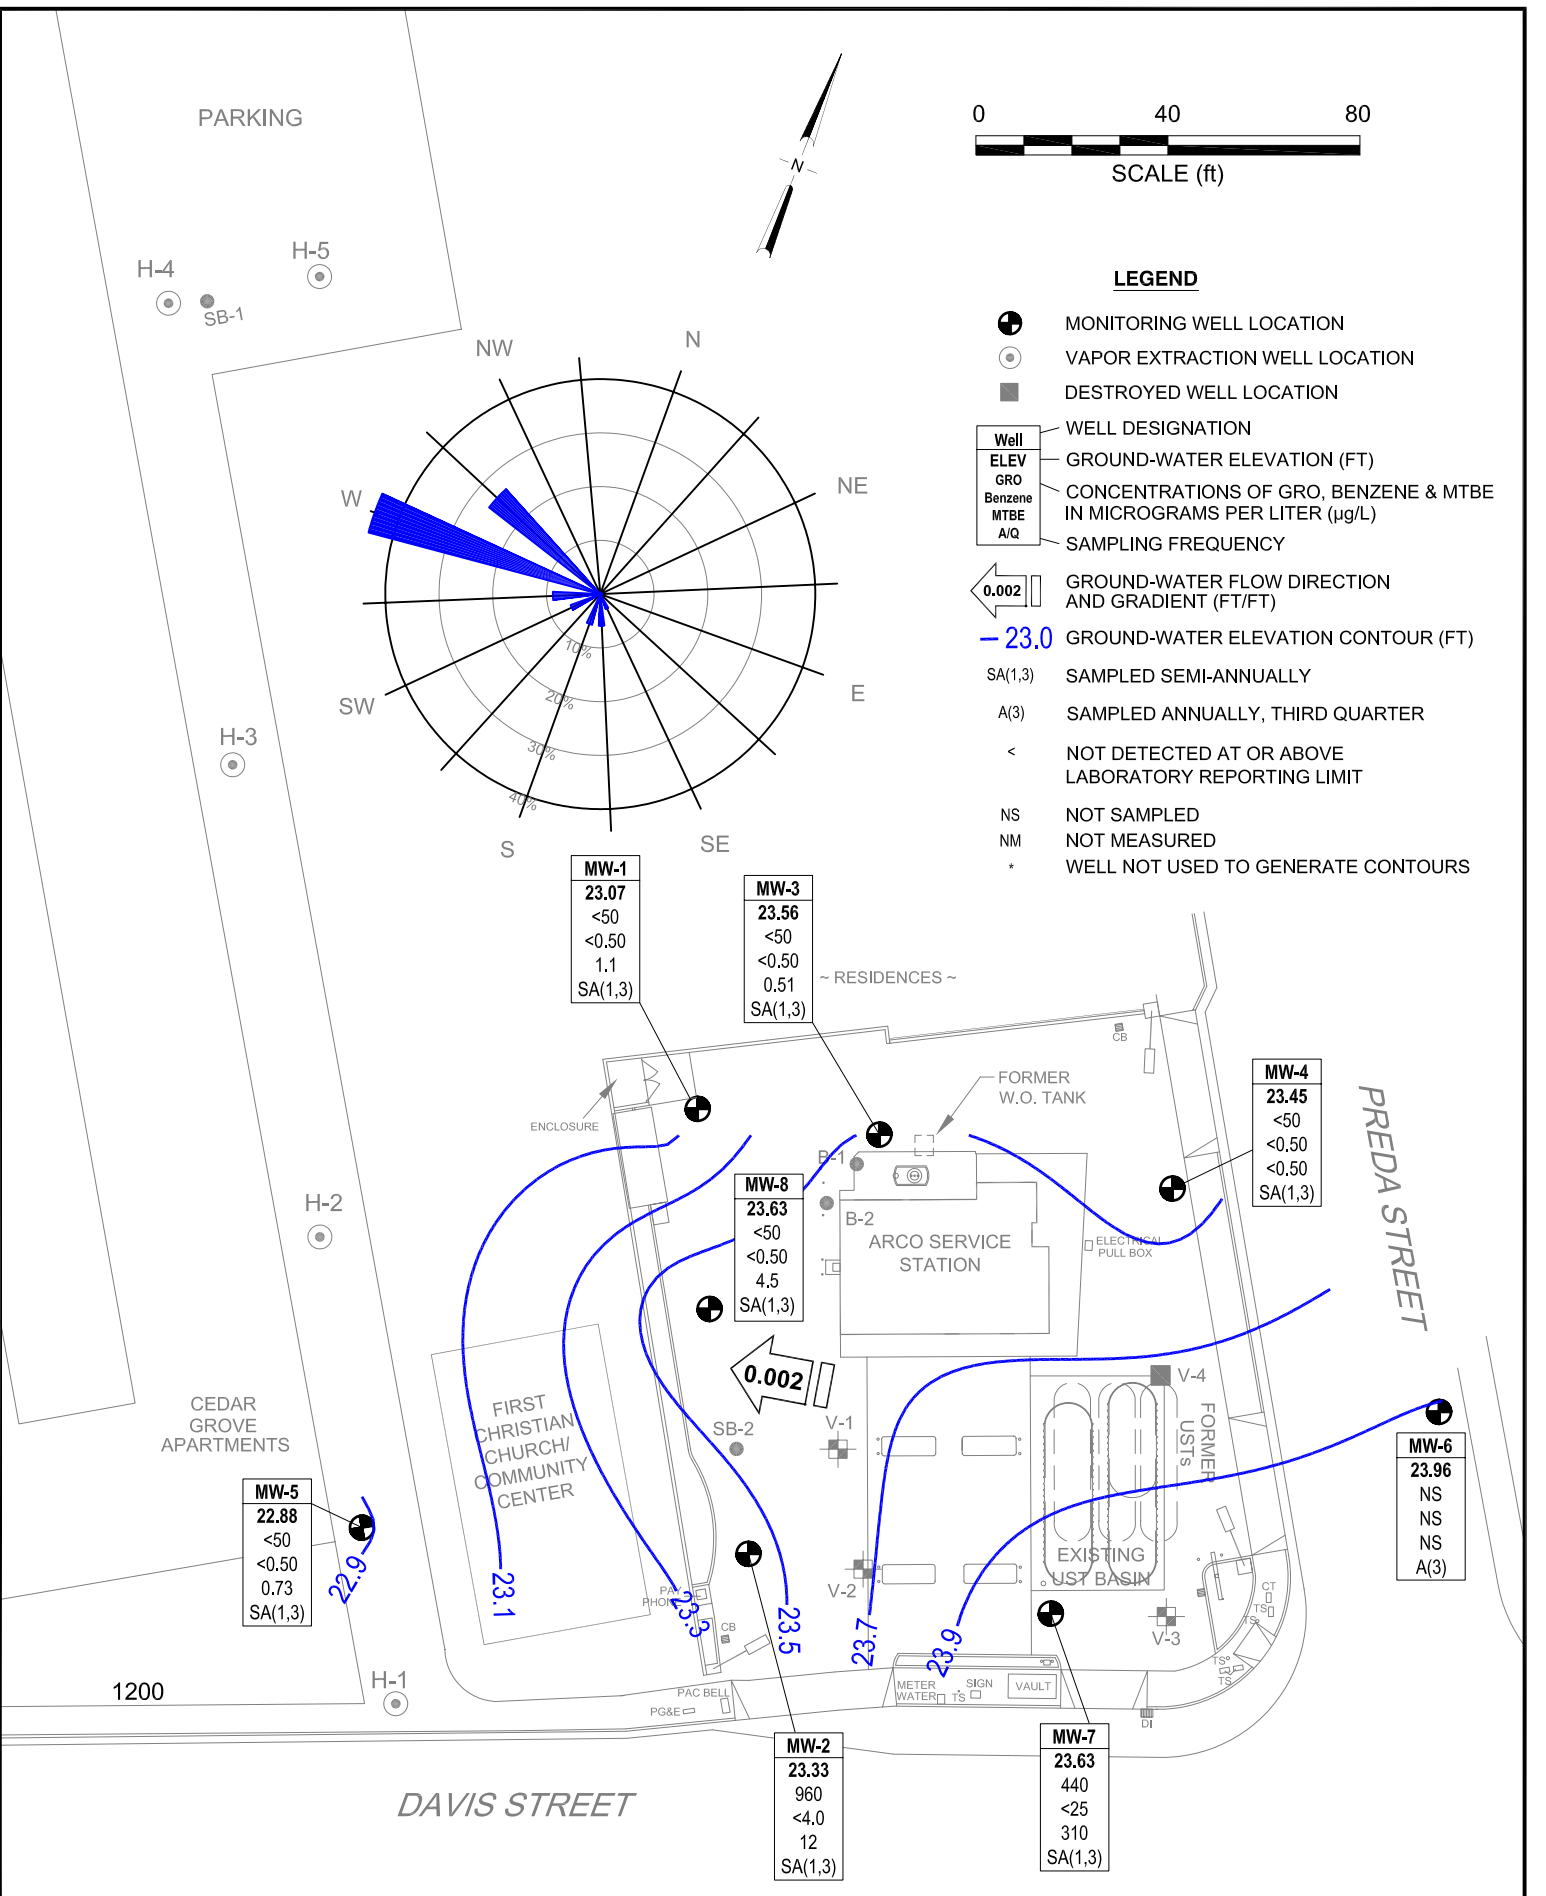 PARKING
N
0 40 80
SCALE (ft)
H-4
H-5
SB-1
LEGEND
MONITORING WELL LOCATION
VAPOR EXTRACTION WELL LOCATION
DESTROYED WELL LOCATION
Well
ELEV
GRO
Benzene
MTBE
A/Q
WELL DESIGNATION
GROUND-WATER ELEVATION (FT)
CONCENTRATIONS OF GRO, BENZENE & MTBE
IN MICROGRAMS PER LITER (µg/L)
SAMPLING FREQUENCY
0.002
GROUND-WATER FLOW DIRECTION
AND GRADIENT (FT/FT)
23.0 GROUND-WATER ELEVATION CONTOUR (FT)
SA(1,3) SAMPLED SEMI-ANNUALLY
A(3) SAMPLED ANNUALLY, THIRD QUARTER
< NOT DETECTED AT OR ABOVE
LABORATORY REPORTING LIMIT
NS NOT SAMPLED
NM NOT MEASURED
* WELL NOT USED TO GENERATE CONTOURS
NW
N
NE
W
E
SW
S
SE
10%
20%
30%
40%
H-3
MW-1
23.07
<50
<0.50
1.1
SA(1,3)
MW-3
23.56
<50
<0.50
0.51
SA(1,3)
~ RESIDENCES ~
CB
FORMER
W.O. TANK
ENCLOSURE
MW-4
23.45
<50
<0.50
<0.50
SA(1,3)
PREDA STREET
B-1
MW-8
23.63
<50
<0.50
4.5
SA(1,3)
B-2
H-2
ARCO SERVICE
STATION
ELECTRICAL
PULL BOX
0.002
V-4
FORMER
USTs
V-1
SB-2
CEDAR
GROVE
APARTMENTS
FIRST
CHRISTIAN
CHURCH/
COMMUNITY
CENTER
MW-6
23.96
NS
NS
NS
A(3)
MW-5
22.88
<50
<0.50
0.73
SA(1,3)
22.9
23.1
23.3
23.5
23.7
23.9
EXISTING
UST BASIN
V-2
V-3
PAY
PHONE
CB
CT
TS
TS
TS
TS
H-1
1200
PAC BELL
PG&E
METER
WATER
TS
SIGN
VAULT
DI
MW-2
23.33
960
<4.0
12
SA(1,3)
MW-7
23.63
440
<25
310
SA(1,3)
DAVIS STREET